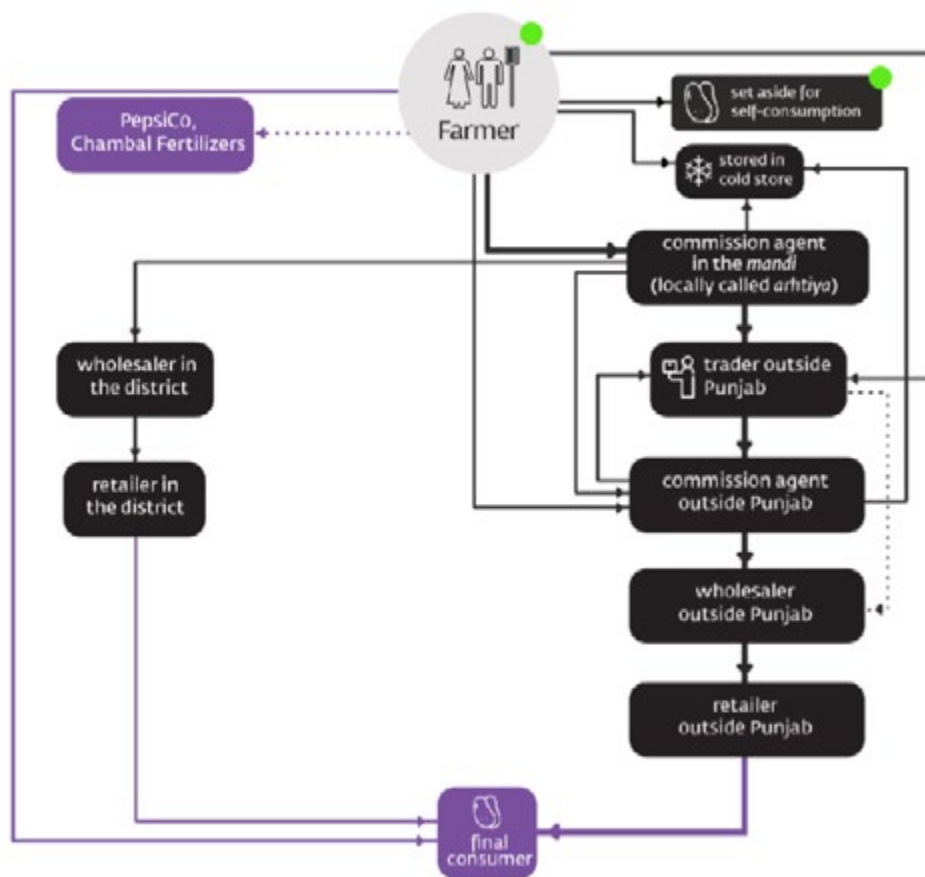 Farmer
set aside for
self-consumption
PepsiCo,
Chambal Fertilizers
stored in
cold store
commission agent
in the mandi
(locally called arhtiya)
wholesaler in
the district
trader outside
Punjab
retailer in
the district
commission agent
outside Punjab
wholesaler
outside Punjab
retailer
outside Punjab
final
consumer